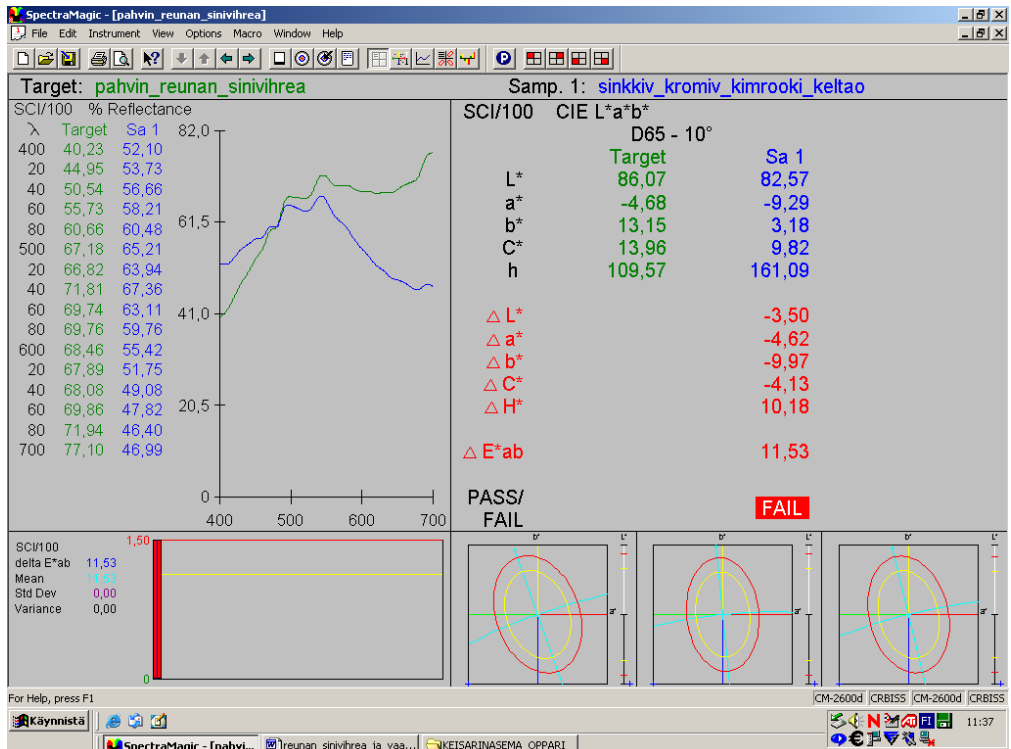 SpectraMagic - [pahvin_reunan_sinivihrea]
File Edit Instrument View Options Macro Window Help
Target: pahvin_reunan_sinivihrea
Samp. 1: sinkkiv_kromiv_kimrooki_keltao
SCI/100 % Reflectance
λ Target Sa 1
400 40,23 52,10
20 44,95 53,73
40 50,54 56,66
60 55,73 58,21
80 60,66 60,48
500 67,18 65,21
20 66,82 63,94
40 71,81 67,36
60 69,74 63,11
80 69,76 59,76
600 68,46 55,42
20 67,89 51,75
40 68,08 49,08
60 69,86 47,82
80 71,94 46,40
700 77,10 46,99
82,0
61,5
41,0
20,5
0
400 500 600 700
SCI/100 CIE L*a*b*
D65 - 10°
Target Sa 1
L* 86,07 82,57
a* -4,68 -9,29
b* 13,15 3,18
C* 13,96 9,82
h 109,57 161,09
△ L* -3,50
△ a* -4,62
△ b* -9,97
△ C* -4,13
△ H* 10,18
△ E*ab 11,53
PASS/
FAIL
FAIL
SCI/100
delta E*ab 11,53
Mean 11,53
Std Dev 0,00
Variance 0,00
1,50
0
b* L* b* L* b* L*
a* a* a*
For Help, press F1
CM-2600d CRBISS CM-2600d CRBISS
Käynnistä
FI
11:37
SpectraMagic - [pahvi...
reunan_sinivihrea ja vaa...
KEISARINASEMA OPPARI